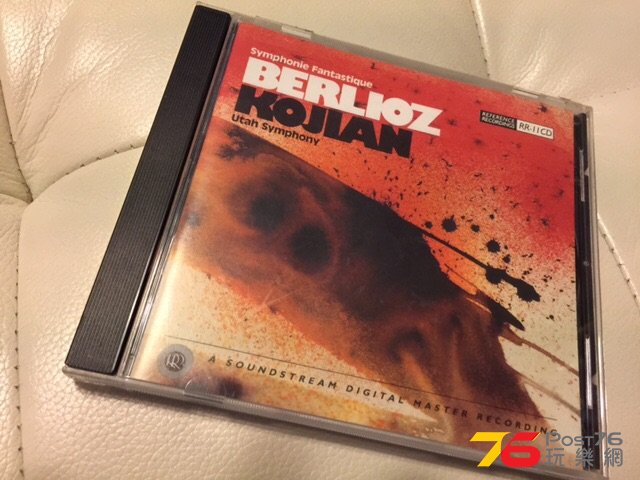 Symphonie Fantastique
BERLIOZ
KOJIAN
Utah Symphony
REFERENCE
RECORDINGS
RR-11CD
RR
A SOUNDSTREAM DIGITAL MASTER RECORDING
76 POST76
玩樂網